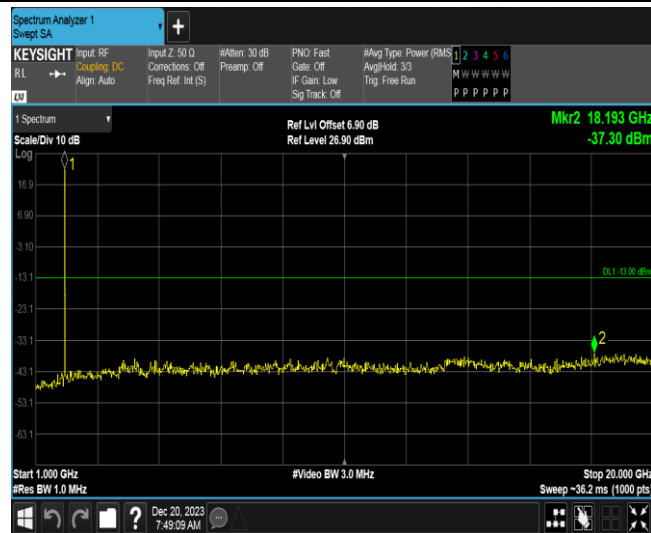 Spectrum Analyzer 1
Swept SA
+
KEYSIGHT
RL
LXI
Input: RF
Coupling: DC
Align: Auto
Input Z: 50 Ω
Corrections: Off
Freq Ref: Int (S)
#Atten: 30 dB
Preamp: Off
PNO: Fast
Gate: Off
IF Gain: Low
Sig Track: Off
#Avg Type: Power (RMS
Avg|Hold: 3/3
Trig: Free Run
1 2 3 4 5 6
M W W W W W
P P P P P P
1 Spectrum
Scale/Div 10 dB
Ref Lvl Offset 6.90 dB
Ref Level 26.90 dBm
Mkr2 18.193 GHz
-37.30 dBm
Log
1
16.9
6.90
-3.10
-13.1
DL1 -13.00 dBm
-23.1
-33.1
2
-43.1
-53.1
-63.1
Start 1.000 GHz
#Res BW 1.0 MHz
#Video BW 3.0 MHz
Stop 20.000 GHz
Sweep ~36.2 ms (1000 pts)
?
Dec 20, 2023
7:49:09 AM